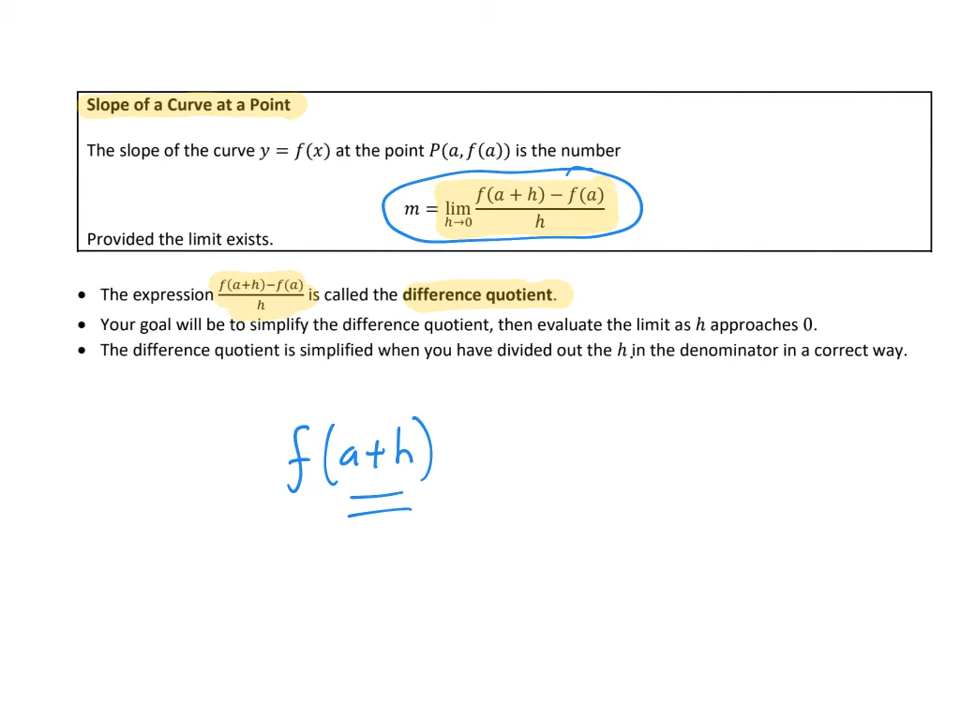 Slope of a Curve at a Point
The slope of the curve y = f(x) at the point P(a, f(a)) is the number
m = lim h→0 f(a + h) − f(a) / h
Provided the limit exists.
• The expression f(a+h)−f(a) / h is called the difference quotient.
• Your goal will be to simplify the difference quotient, then evaluate the limit as h approaches 0.
• The difference quotient is simplified when you have divided out the h in the denominator in a correct way.
f(a+h)